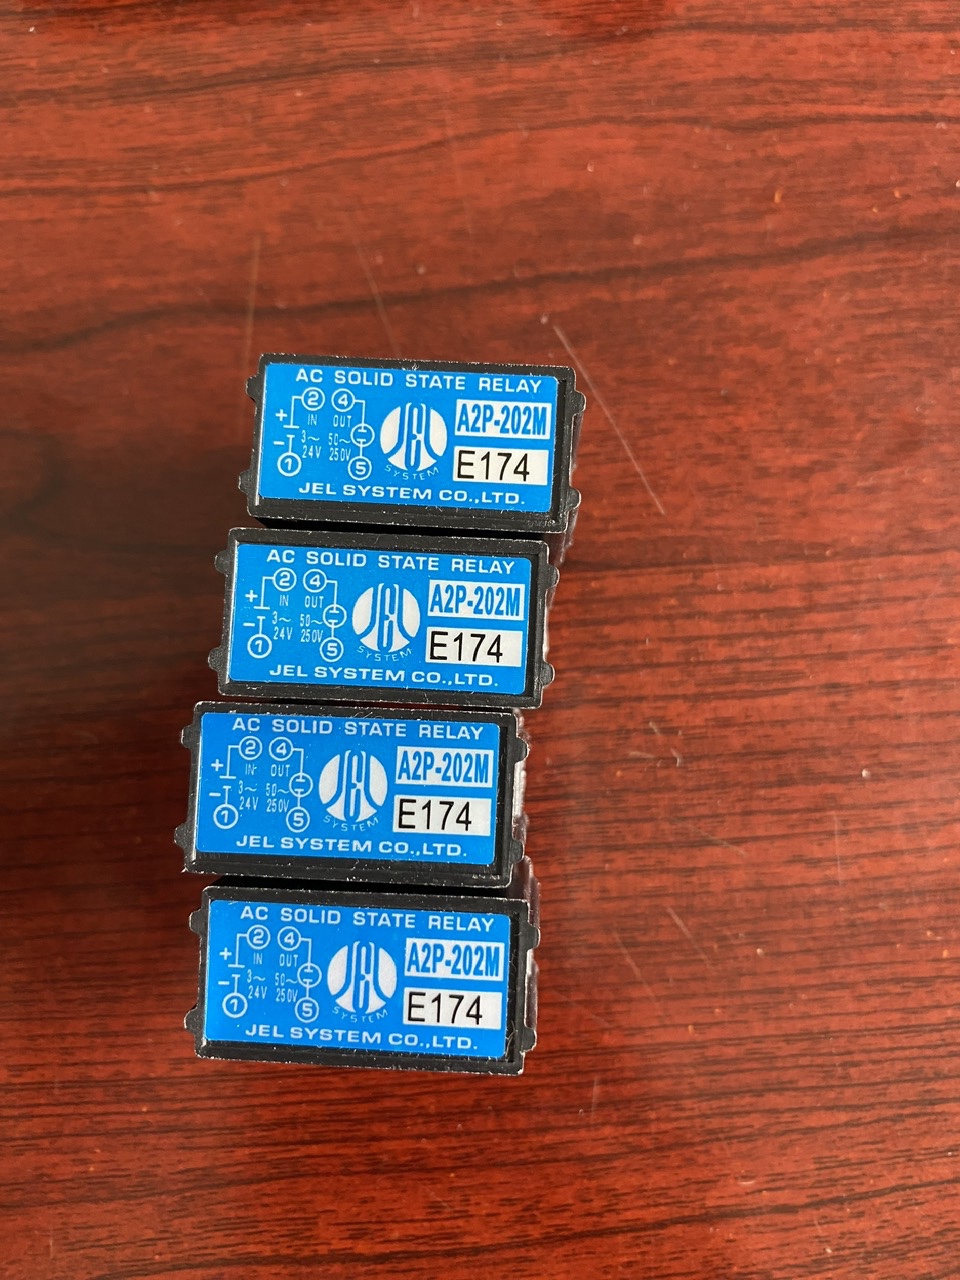 AC SOLID STATE RELAY
+ 2 4
IN OUT
3~ 50~
24V 250V
- 1 5
JEL
SYSTEM
A2P-202M
E174
JEL SYSTEM CO.,LTD.
AC SOLID STATE RELAY
+ 2 4
IN OUT
3~ 50~
24V 250V
- 1 5
JEL
SYSTEM
A2P-202M
E174
JEL SYSTEM CO.,LTD.
AC SOLID STATE RELAY
+ 2 4
IN OUT
3~ 50~
24V 250V
- 1 5
JEL
SYSTEM
A2P-202M
E174
JEL SYSTEM CO.,LTD.
AC SOLID STATE RELAY
+ 2 4
IN OUT
3~ 50~
24V 250V
- 1 5
JEL
SYSTEM
A2P-202M
E174
JEL SYSTEM CO.,LTD.